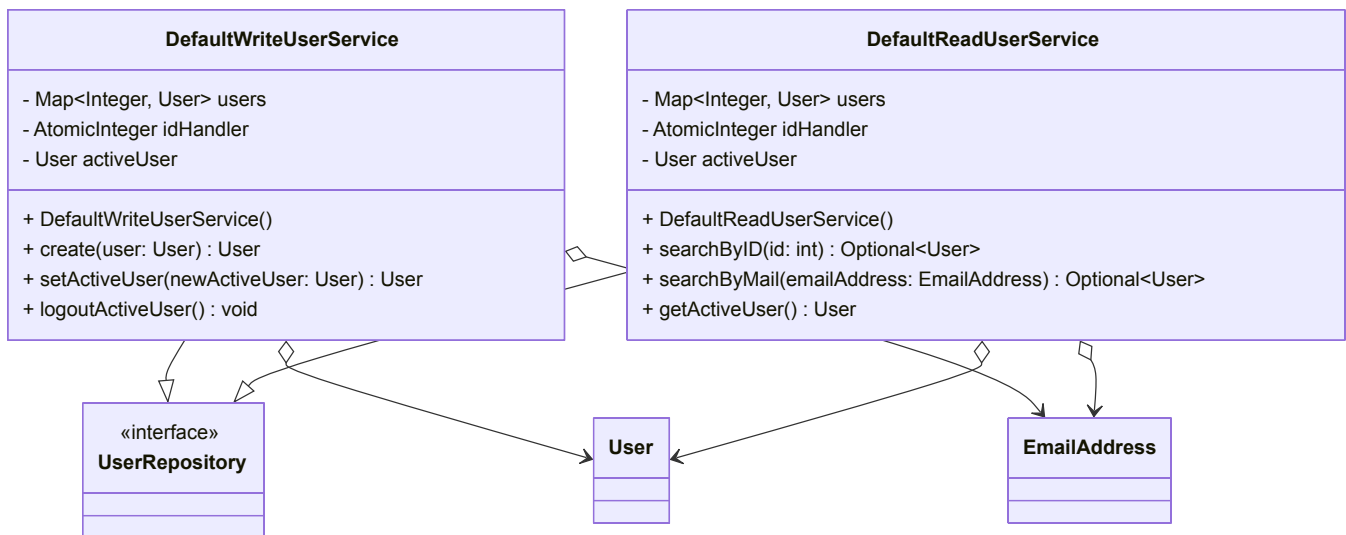 DefaultWriteUserService
- Map<Integer, User> users
- AtomicInteger idHandler
- User activeUser
+ DefaultWriteUserService()
+ create(user: User) : User
+ setActiveUser(newActiveUser: User) : User
+ logoutActiveUser() : void
DefaultReadUserService
- Map<Integer, User> users
- AtomicInteger idHandler
- User activeUser
+ DefaultReadUserService()
+ searchByID(id: int) : Optional<User>
+ searchByMail(emailAddress: EmailAddress) : Optional<User>
+ getActiveUser() : User
«interface»
UserRepository
User
EmailAddress